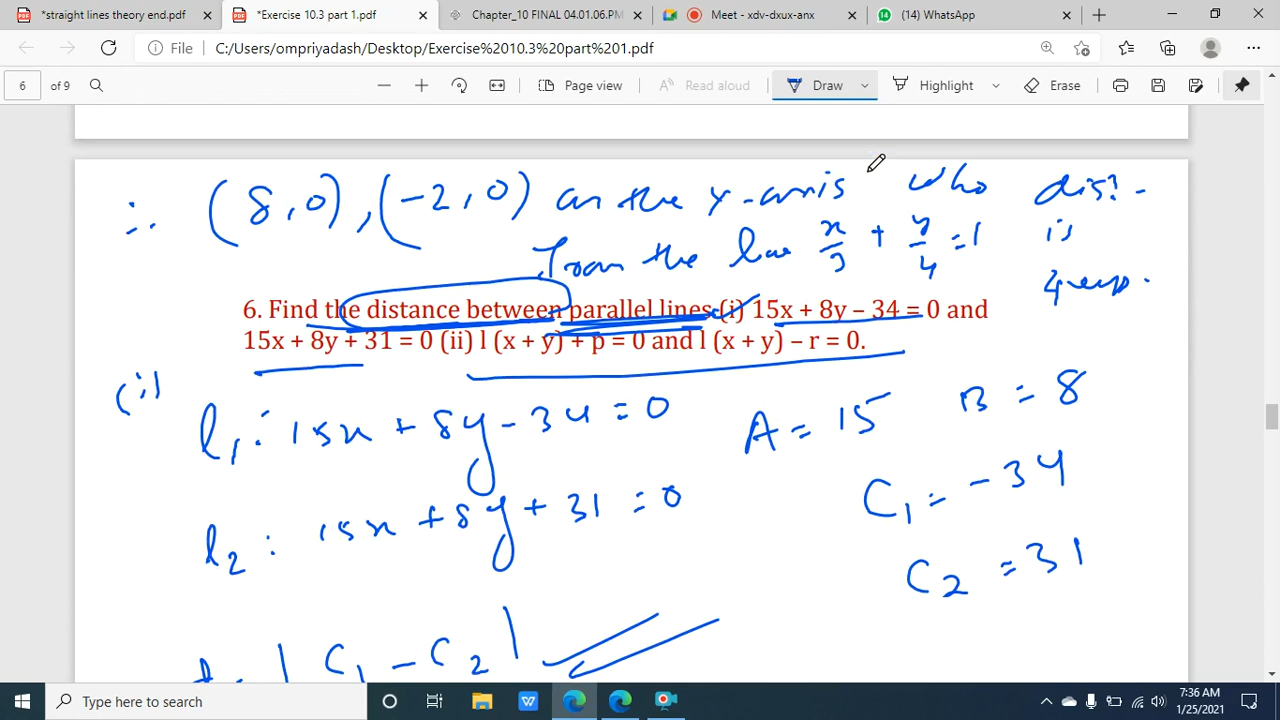 *straight lines theory end.pdf
*Exercise 10.3 part 1.pdf
Chapter_10 FINAL 04.01.06.PM
Meet - xdv-dxux-anx
(14) WhatsApp
File
C:/Users/ompriyadash/Desktop/Exercise%2010.3%20part%201.pdf
6 of 9
Page view
Read aloud
Draw
Highlight
Erase
∴ (8,0), (-2,0) on the x-axis who dist.
from the line x/3 + y/4 = 1 is
4
6. Find the distance between parallel lines (i) 15x + 8y – 34 = 0 and
15x + 8y + 31 = 0 (ii) l (x + y) + p = 0 and l (x + y) – r = 0.
(i)
l1: 15x + 8y - 34 = 0 A = 15 B = 8
C1 = -34
l2: 15x + 8y + 31 = 0
C2 = 31
| C1 - C2 |
Type here to search
7:36 AM
1/25/2021